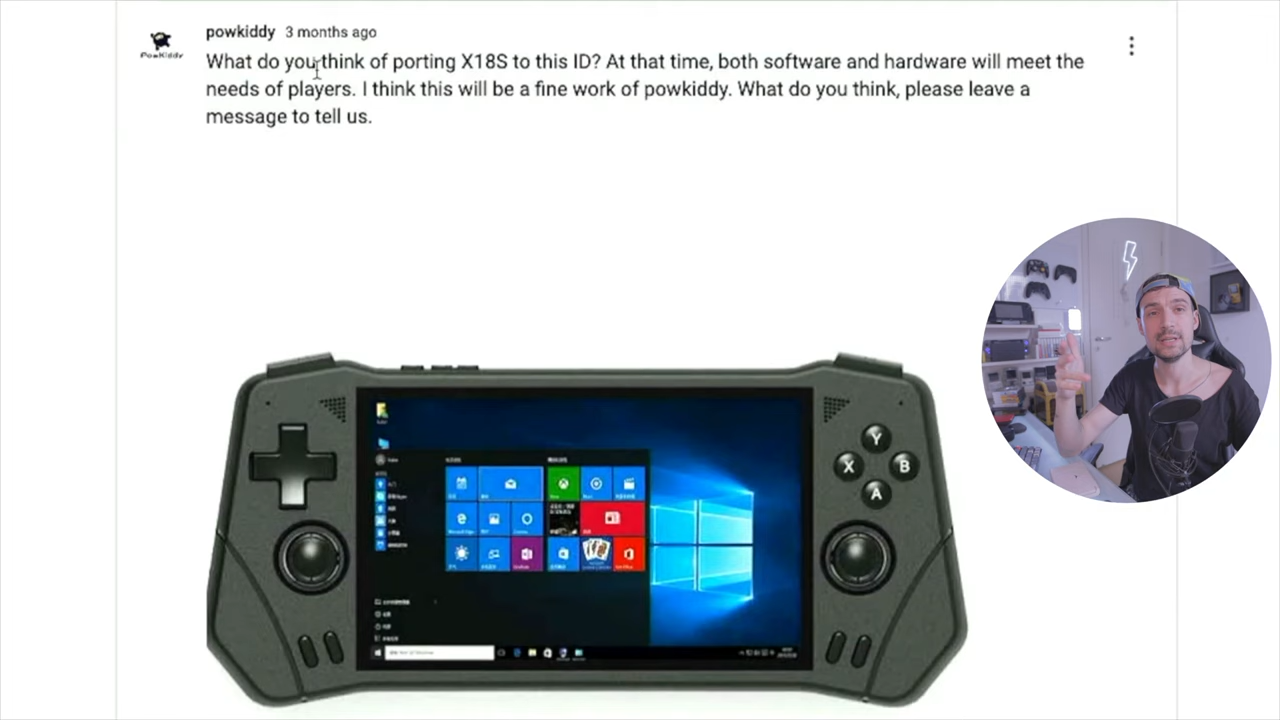 powkiddy 3 months ago
What do you think of porting X18S to this ID? At that time, both software and hardware will meet the
needs of players. I think this will be a fine work of powkiddy. What do you think, please leave a
message to tell us.
PowKiddy
Y
X
B
A